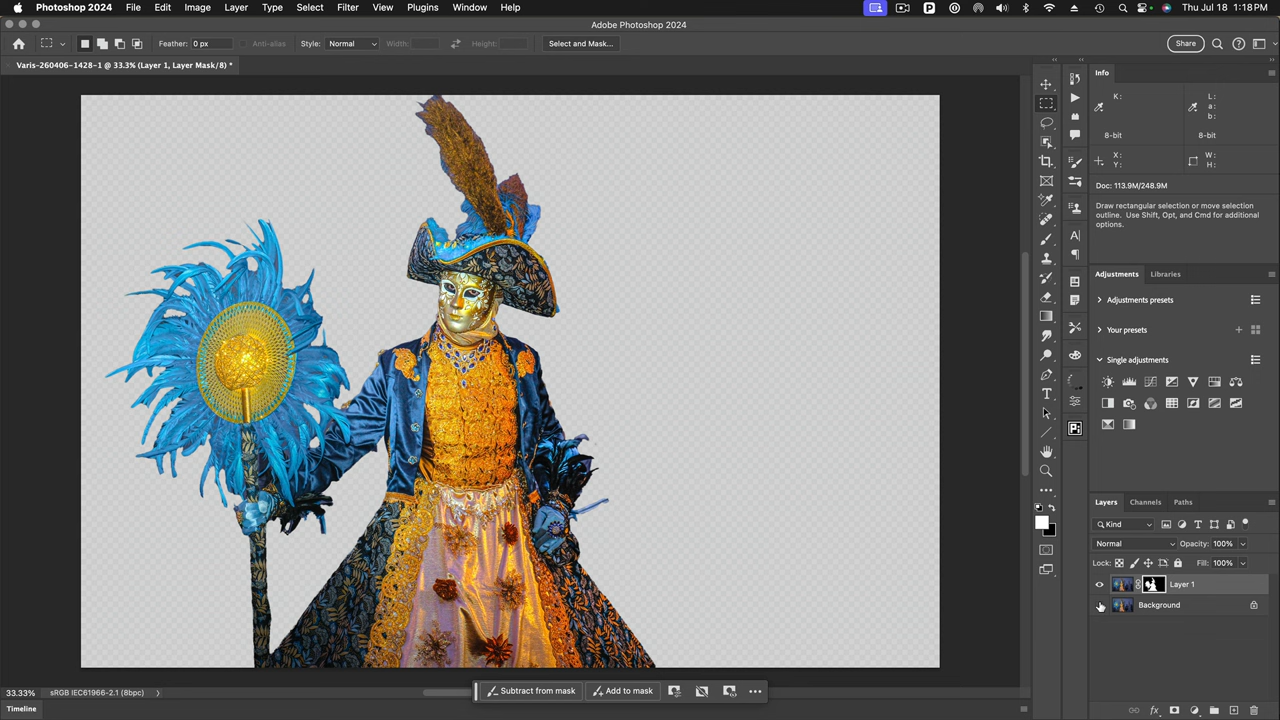 Photoshop 2024 File Edit Image Layer Type Select Filter View Plugins Window Help Thu Jul 18 1:18 PM
Adobe Photoshop 2024
Feather: 0 px Anti-alias Style: Normal Width: Height: Select and Mask... Share
Varis-260406-1428-1 @ 33.3% (Layer 1, Layer Mask/8) *
Info
K: L:
a:
b:
8-bit 8-bit
X: W:
Y: H:
Doc: 113.9M/248.9M
Draw rectangular selection or move selection
outline. Use Shift, Opt, and Cmd for additional
options.
Adjustments Libraries
Adjustments presets
Your presets
Single adjustments
Layers Channels Paths
Kind
Normal Opacity: 100%
Lock: Fill: 100%
Layer 1
Background
Subtract from mask Add to mask
33.33% sRGB IEC61966-2.1 (8bpc)
Timeline